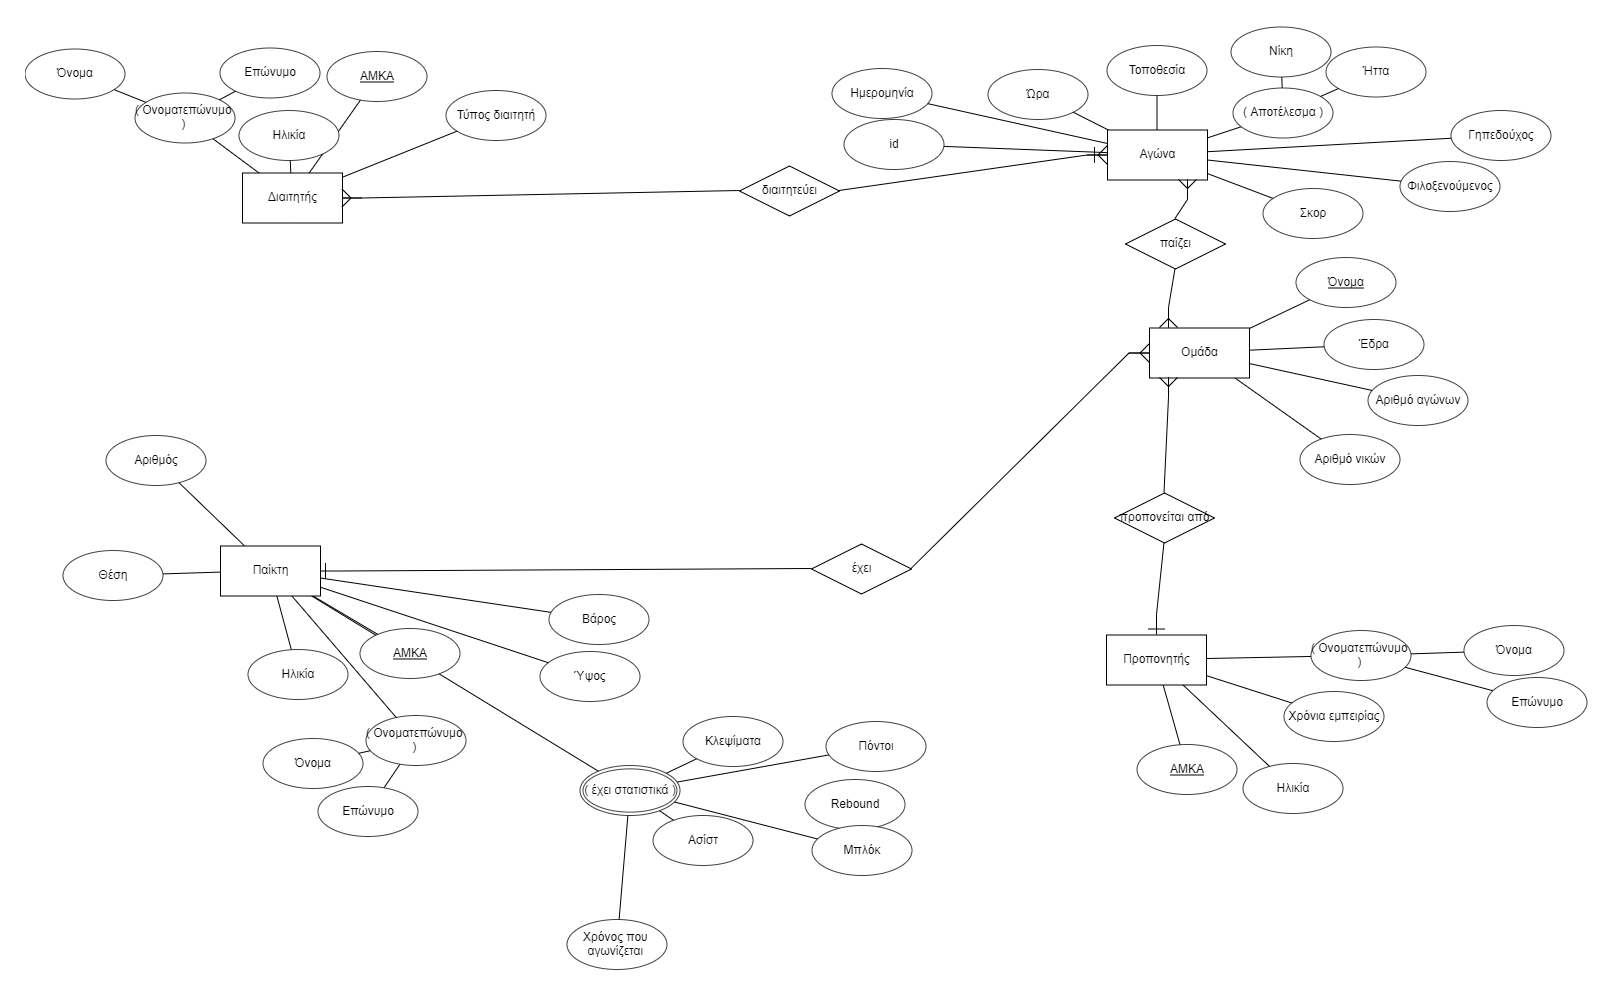 Νίκη
Όνομα
Επώνυμο
ΑΜΚΑ
Τοποθεσία
Ήττα
Ημερομηνία
Ώρα
( Ονοματεπώνυμο
)
Τύπος διαιτητή
( Αποτέλεσμα )
Ηλικία
id
Γηπεδούχος
Αγώνα
Διαιτητής
διαιτητεύει
Φιλοξενούμενος
Σκορ
παίζει
Όνομα
Ομάδα
Έδρα
Αριθμό αγώνων
Αριθμός
Αριθμό νικών
προπονείται από
Θέση
Παίκτη
έχει
Βάρος
ΑΜΚΑ
Ηλικία
Ύψος
Προπονητής
( Ονοματεπώνυμο
)
Όνομα
Επώνυμο
Χρόνια εμπειρίας
( Ονοματεπώνυμο
)
Όνομα
Επώνυμο
Κλεψίματα
Πόντοι
ΑΜΚΑ
Ηλικία
( έχει στατιστικά )
Rebound
Ασίστ
Μπλόκ
Χρόνος που
αγωνίζεται